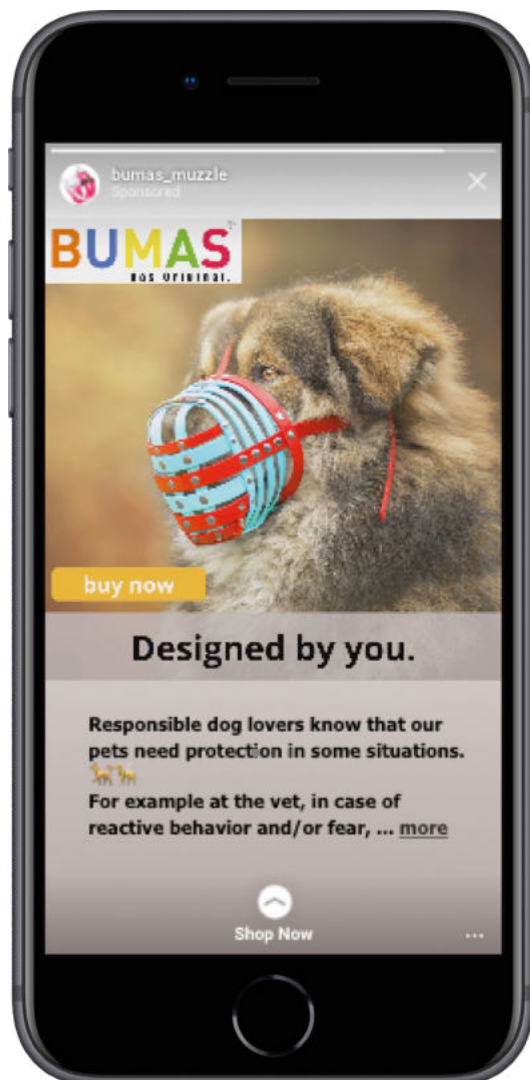 bumas_muzzle
Sponsored
BUMAS
Das Original.
buy now
Designed by you.
Responsible dog lovers know that our
pets need protection in some situations.
🐕🐕
For example at the vet, in case of
reactive behavior and/or fear, ... more
Shop Now
...